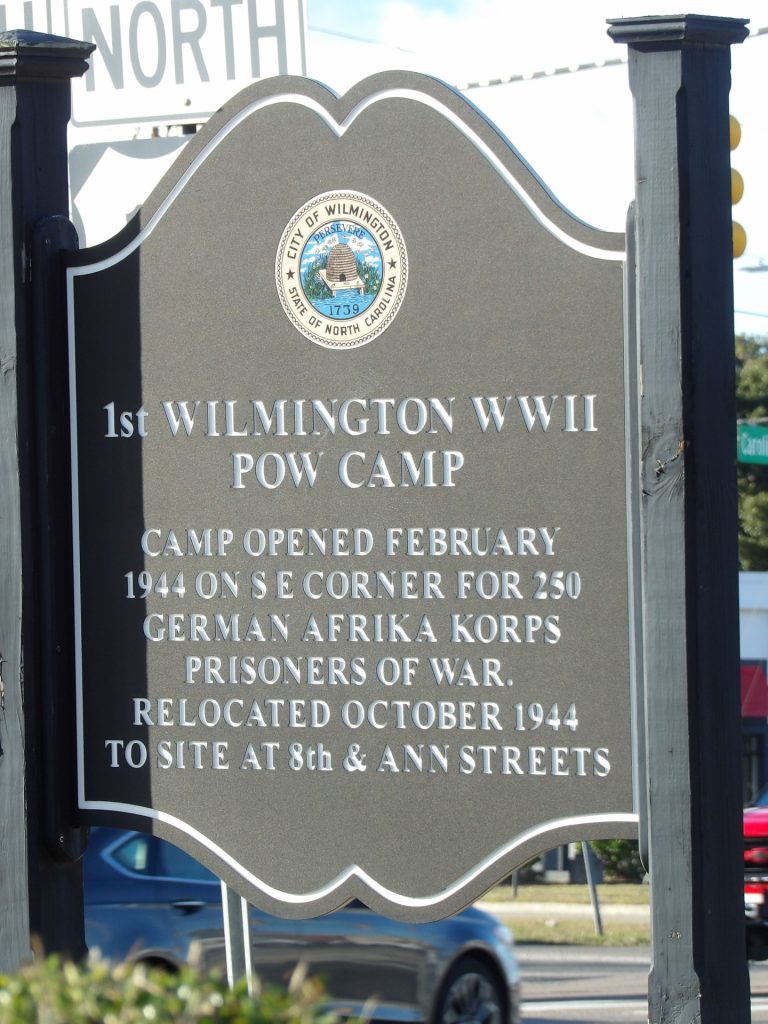 NORTH
CITY OF WILMINGTON
PERSEVERE
1739
STATE OF NORTH CAROLINA
1st WILMINGTON WWII
POW CAMP
CAMP OPENED FEBRUARY
1944 ON S E CORNER FOR 250
GERMAN AFRIKA KORPS
PRISONERS OF WAR.
RELOCATED OCTOBER 1944
TO SITE AT 8th & ANN STREETS